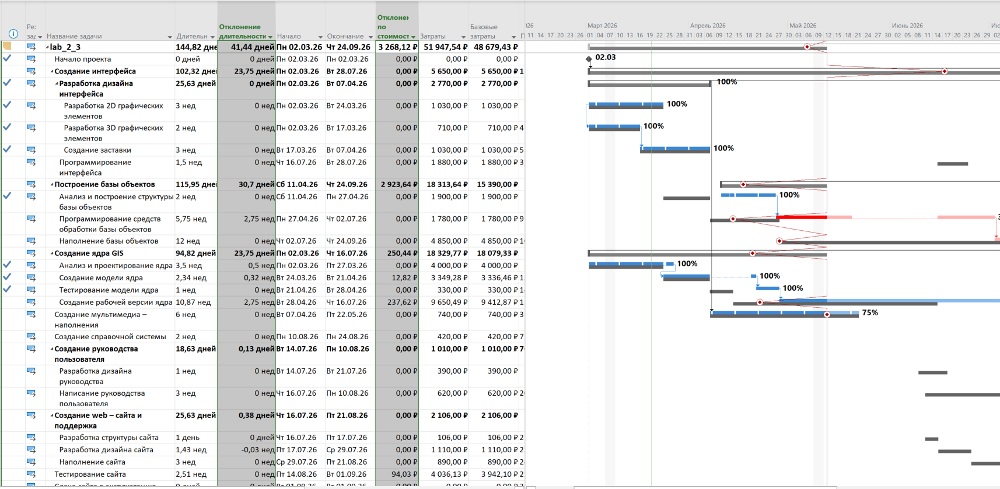 Отклонен
Ре: Отклонение по Базовые 026 Март 2026 Апрель 2026 Май 2026 Июнь 2026
зад Название задачи Длительн длительности Начало Окончание стоимост Затраты затраты П 11 14 17 20 23 26 01 04 07 10 13 16 19 22 25 28 31 03 06 09 12 15 18 21 24 27 30 03 06 09 12 15 18 21 24 27 30 02 05 08 11 14 17 20 23 26 29 02
lab_2_3 144,82 дне 41,44 дней Пн 02.03.26 Чт 24.09.26 3 268,12 ₽ 51 947,54 ₽ 48 679,43 ₽
Начало проекта 0 дней 0 дней Пн 02.03.26 Пн 02.03.26 0,00 ₽ 0,00 ₽ 0,00 ₽ 02.03
Создание интерфейса 102,32 дне 23,75 дней Пн 02.03.26 Вт 28.07.26 0,00 ₽ 5 650,00 ₽ 5 650,00 ₽ 1
Разработка дизайна 25,63 дней 0 дней Пн 02.03.26 Вт 07.04.26 0,00 ₽ 2 770,00 ₽ 2 770,00 ₽ 100%
интерфейса
Разработка 2D графических 3 нед 0 нед Пн 02.03.26 Вт 24.03.26 0,00 ₽ 1 030,00 ₽ 1 030,00 ₽ 100%
элементов
Разработка 3D графических 2 нед 0 нед Пн 02.03.26 Вт 17.03.26 0,00 ₽ 710,00 ₽ 710,00 ₽ 4 100%
элементов
Создание заставки 3 нед 0 нед Вт 17.03.26 Вт 07.04.26 0,00 ₽ 1 030,00 ₽ 1 030,00 ₽ 5 100%
Программирование 1,5 нед 0 нед Чт 16.07.26 Вт 28.07.26 0,00 ₽ 1 880,00 ₽ 1 880,00 ₽ 3
интерфейса
Построение базы объектов 115,95 дне 30,7 дней Сб 11.04.26 Чт 24.09.26 2 923,64 ₽ 18 313,64 ₽ 15 390,00 ₽
Анализ и построение структуры 2 нед 0 нед Сб 11.04.26 Пн 27.04.26 0,00 ₽ 1 900,00 ₽ 1 900,00 ₽ 100%
базы объектов
Программирование средств 5,75 нед 2,75 нед Пн 27.04.26 Чт 02.07.26 0,00 ₽ 1 780,00 ₽ 1 780,00 ₽ 9
обработки базы объектов
Наполнение базы объектов 12 нед 0 нед Чт 02.07.26 Чт 24.09.26 0,00 ₽ 4 850,00 ₽ 4 850,00 ₽
Создание ядра GIS 94,82 дней 23,75 дней Пн 02.03.26 Чт 16.07.26 250,44 ₽ 18 329,77 ₽ 18 079,33 ₽
Анализ и проектирование ядра 3,5 нед 0,5 нед Пн 02.03.26 Пт 27.03.26 0,00 ₽ 4 000,00 ₽ 4 000,00 ₽ 100%
Создание модели ядра 2,34 нед 0,32 нед Вт 24.03.26 Вт 21.04.26 12,82 ₽ 3 349,28 ₽ 3 336,46 ₽ 1 100%
Тестирование модели ядра 1 нед 0 нед Вт 21.04.26 Вт 28.04.26 0,00 ₽ 330,00 ₽ 330,00 ₽ 1 100%
Создание рабочей версии ядра 10,87 нед 2,75 нед Вт 28.04.26 Чт 16.07.26 237,62 ₽ 9 650,49 ₽ 9 412,87 ₽ 1
Создание мультимедиа – 6 нед 0 нед Вт 07.04.26 Пт 22.05.26 0,00 ₽ 740,00 ₽ 740,00 ₽ 3 75%
наполнения
Создание справочной системы 2 нед 0 нед Пн 10.08.26 Пн 24.08.26 0,00 ₽ 420,00 ₽ 420,00 ₽ 7
Создание руководства 18,63 дней 0,13 дней Вт 14.07.26 Пн 10.08.26 0,00 ₽ 1 010,00 ₽ 1 010,00 ₽
пользователя
Разработка дизайна 1 нед 0 нед Вт 14.07.26 Вт 21.07.26 0,00 ₽ 390,00 ₽ 390,00 ₽
руководства
Написание руководства 3 нед 0 нед Чт 16.07.26 Пн 10.08.26 0,00 ₽ 620,00 ₽ 620,00 ₽ 2
пользователя
Создание web – сайта и 25,63 дней 0,38 дней Чт 16.07.26 Пт 21.08.26 0,00 ₽ 2 106,00 ₽ 2 106,00 ₽
поддержка
Разработка структуры сайта 1 день 0 дней Чт 16.07.26 Пт 17.07.26 0,00 ₽ 106,00 ₽ 106,00 ₽ 2
Разработка дизайна сайта 1,43 нед -0,03 нед Пт 17.07.26 Ср 29.07.26 0,00 ₽ 1 110,00 ₽ 1 110,00 ₽ 2
Наполнение сайта 3 нед 0 нед Ср 29.07.26 Пт 21.08.26 0,00 ₽ 890,00 ₽ 890,00 ₽ 2
Тестирование сайта 2,51 нед 0 нед Пт 14.08.26 Вт 01.09.26 94,03 ₽ 4 036,13 ₽ 3 942,10 ₽ 2